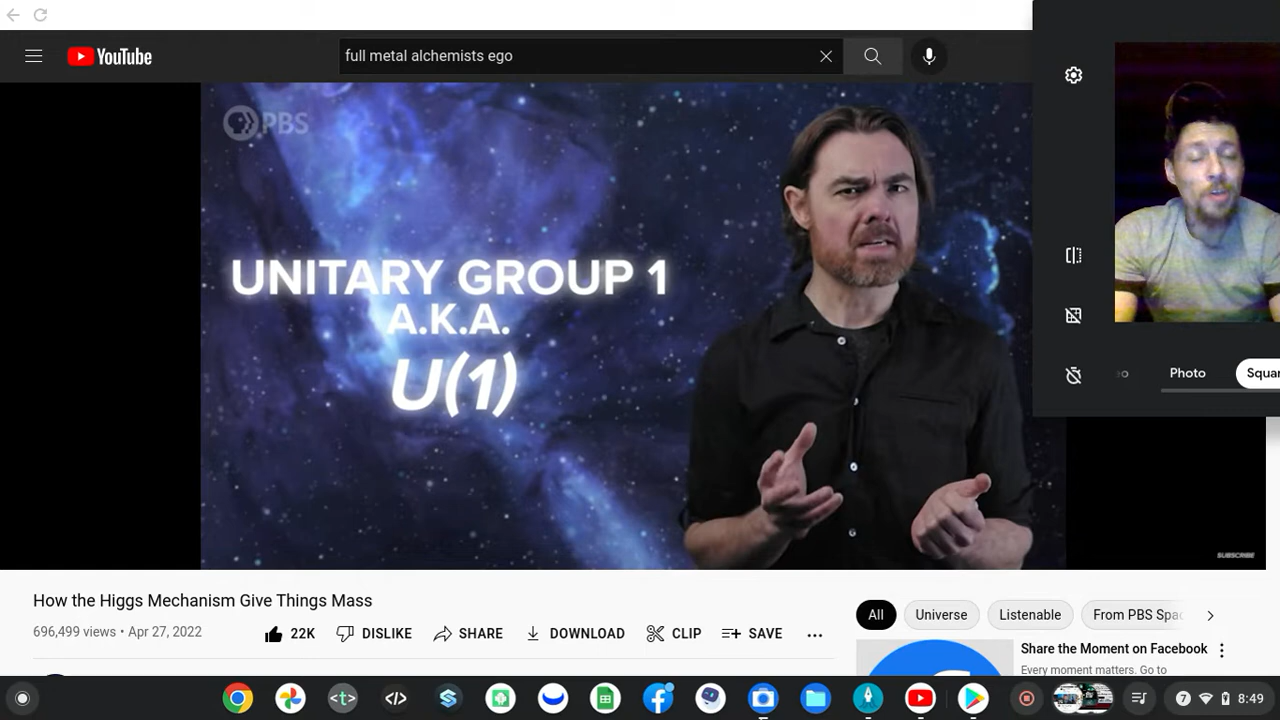 YouTube
full metal alchemists ego
PBS
UNITARY GROUP 1
A.K.A.
U(1)
SUBSCRIBE
Photo
Squar
How the Higgs Mechanism Give Things Mass
696,499 views • Apr 27, 2022
22K
DISLIKE
SHARE
DOWNLOAD
CLIP
SAVE
All
Universe
Listenable
From PBS Spac
Share the Moment on Facebook
Every moment matters. Go to
<t>
7
8:49